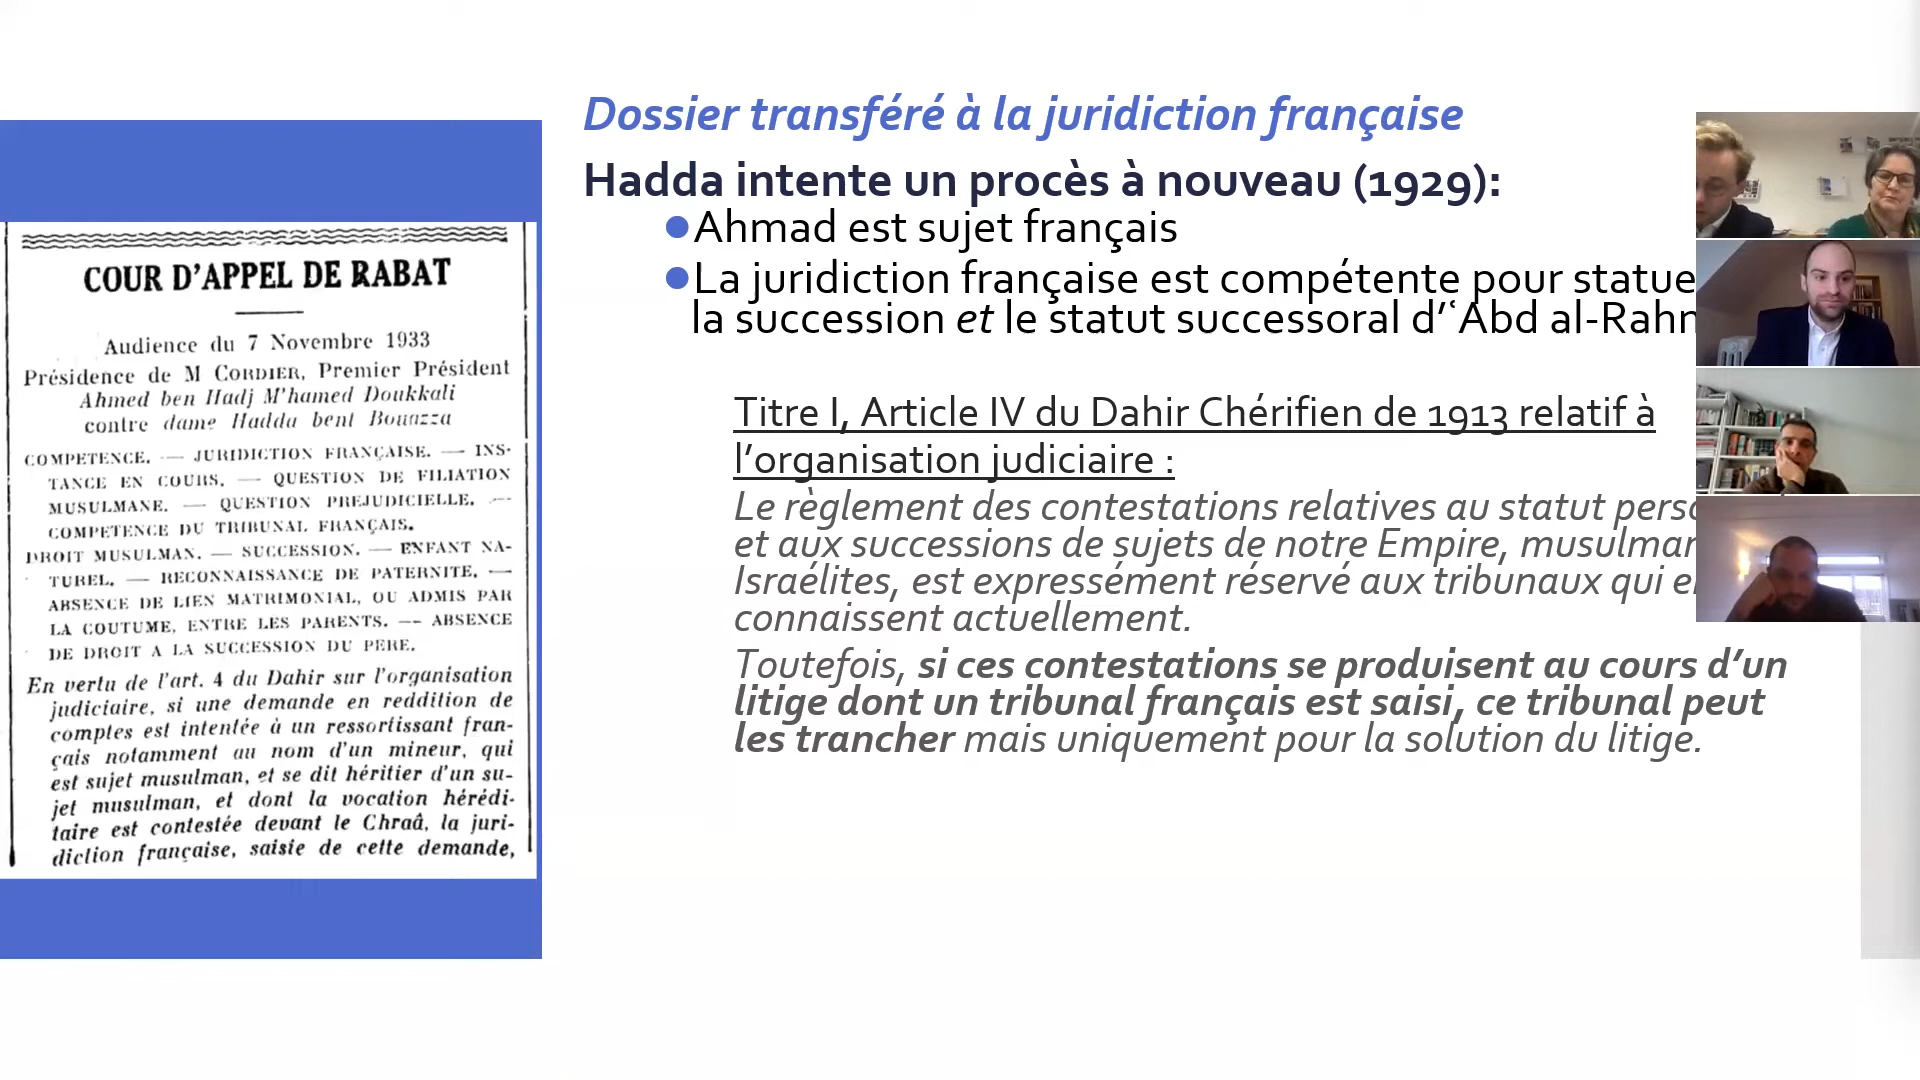 Dossier transféré à la juridiction française
Hadda intente un procès à nouveau (1929):
Ahmad est sujet français
La juridiction française est compétente pour statue
la succession et le statut successoral d’ʿAbd al-Rahm
Titre I, Article IV du Dahir Chérifien de 1913 relatif à
l’organisation judiciaire :
Le règlement des contestations relatives au statut perso
et aux successions de sujets de notre Empire, musulman
Israélites, est expressément réservé aux tribunaux qui en
connaissent actuellement.
Toutefois, si ces contestations se produisent au cours d’un
litige dont un tribunal français est saisi, ce tribunal peut
les trancher mais uniquement pour la solution du litige.
COUR D’APPEL DE RABAT
Audience du 7 Novembre 1933
Présidence de M CORDIER, Premier Président
Ahmed ben Hadj M’hamed Doukkali
contre dame Hadda bent Bouazza
COMPETENCE. — JURIDICTION FRANÇAISE. — INS-
TANCE EN COURS. — QUESTION DE FILIATION
MUSULMANE. — QUESTION PREJUDICIELLE. —
COMPETENCE DU TRIBUNAL FRANÇAIS.
DROIT MUSULMAN. — SUCCESSION. — ENFANT NA-
TUREL. — RECONNAISSANCE DE PATERNITE. —
ABSENCE DE LIEN MATRIMONIAL, OU ADMIS PAR
LA COUTUME, ENTRE LES PARENTS. — ABSENCE
DE DROIT A LA SUCCESSION DU PERE.
En vertu de l’art. 4 du Dahir sur l’organisation
judiciaire, si une demande en reddition de
comptes est intentée à un ressortissant fran-
çais notamment au nom d’un mineur, qui
est sujet musulman, et se dit héritier d’un su-
jet musulman, et dont la vocation hérédi-
taire est contestée devant le Chraâ, la juri-
diction française, saisie de cette demande,